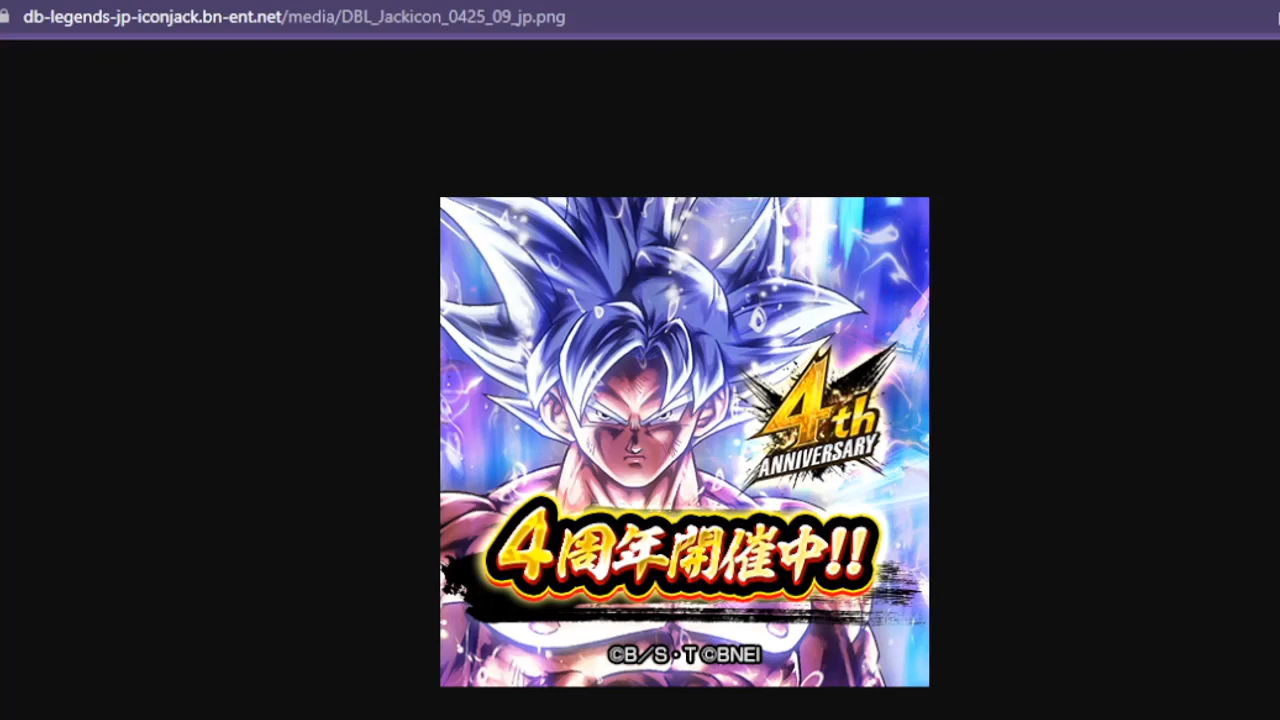 db-legends-jp-iconjack.bn-ent.net/media/DBL_Jackicon_0425_09_jp.png
4th
ANNIVERSARY
4周年開催中!!
©B/S・T ©BNEI